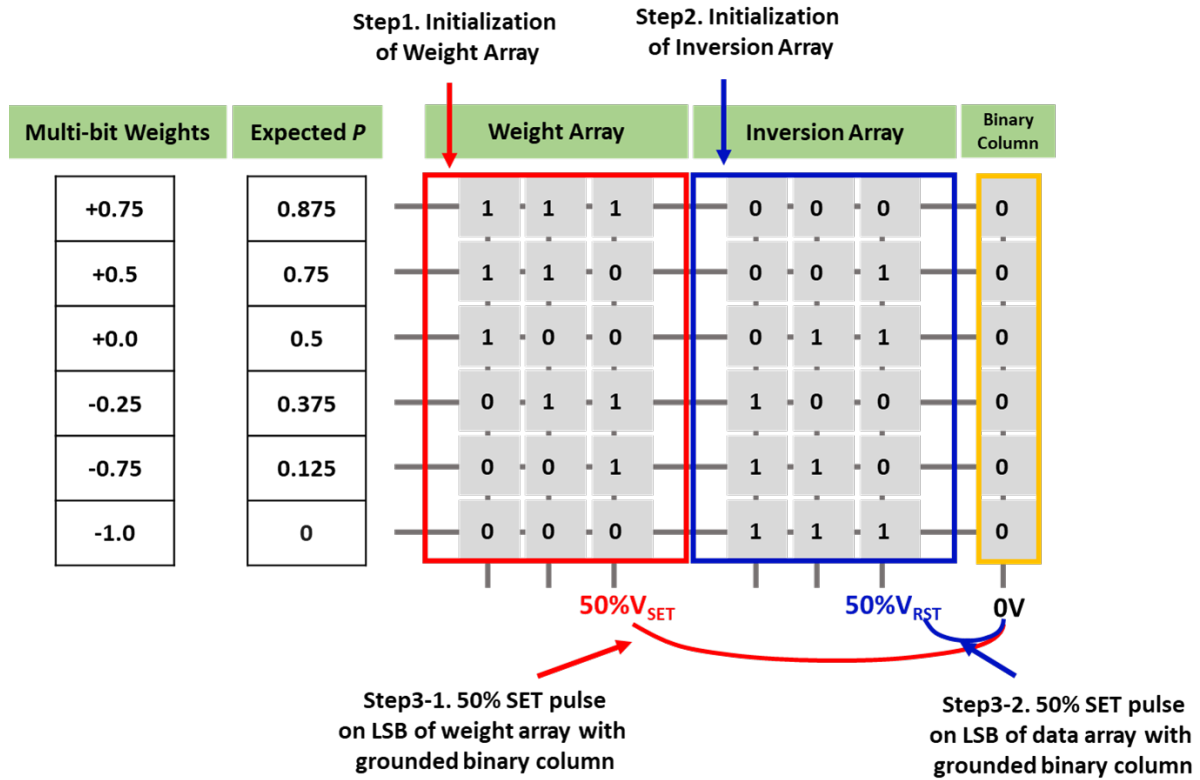 Step1. Initialization
of Weight Array
Step2. Initialization
of Inversion Array
Multi-bit Weights
Expected P
Weight Array
Inversion Array
Binary
Column
+0.75 0.875 1 1 1 0 0 0 0
+0.5 0.75 1 1 0 0 0 1 0
+0.0 0.5 1 0 0 0 1 1 0
-0.25 0.375 0 1 1 1 0 0 0
-0.75 0.125 0 0 1 1 1 0 0
-1.0 0 0 0 0 1 1 1 0
50%VSET
50%VRST
0V
Step3-1. 50% SET pulse
on LSB of weight array with
grounded binary column
Step3-2. 50% SET pulse
on LSB of data array with
grounded binary column